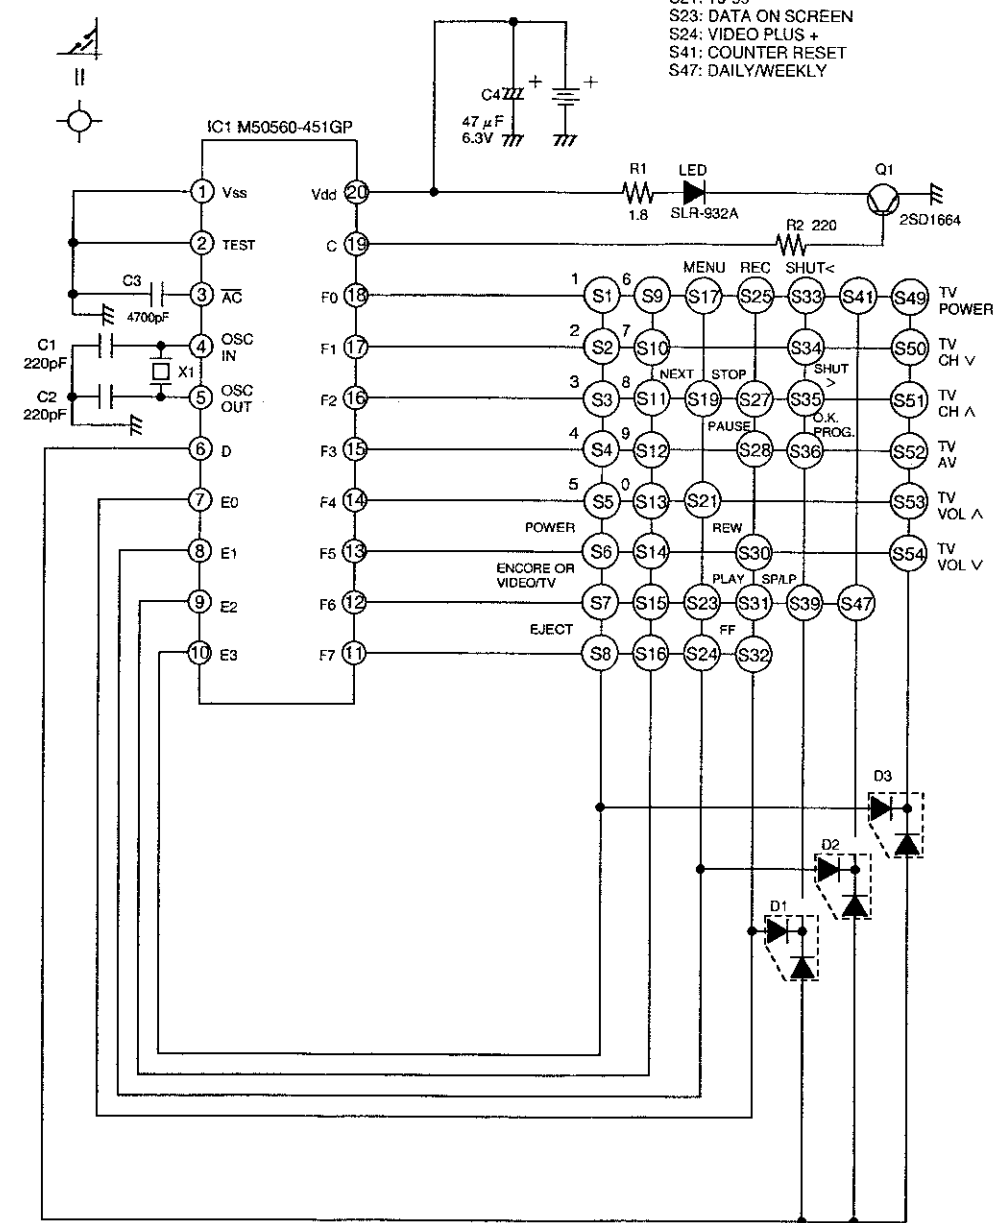 S23: DATA ON SCREEN
S24: VIDEO PLUS +
S41: COUNTER RESET
S47: DAILY/WEEKLY
C4
+
+
47 µF
6.3V
IC1 M50560-451GP
1 Vss
Vdd 20
R1
1.8
LED
SLR-932A
Q1
2SD1664
2 TEST
C 19
R2 220
C3
4700pF
3 AC
F0 18
MENU REC SHUT<
1 S1 6 S9 S17 S25 S33 S41 S49 TV POWER
C1
220pF
4 OSC IN
X1
F1 17
2 S2 7 S10 S34 S50 TV CH ∨
C2
220pF
5 OSC OUT
F2 16
NEXT STOP SHUT >
3 S3 8 S11 S19 S27 S35 S51 TV CH ∧
6 D
F3 15
PAUSE O.K. PROG.
4 S4 9 S12 S28 S36 S52 TV AV
7 E0
F4 14
5 S5 0 S13 S21 S53 TV VOL ∧
8 E1
F5 13
POWER REW
S6 S14 S30 S54 TV VOL ∨
9 E2
F6 12
ENCORE OR VIDEO/TV
PLAY SP/LP
S7 S15 S23 S31 S39 S47
10 E3
F7 11
EJECT FF
S8 S16 S24 S32
D3
D2
D1